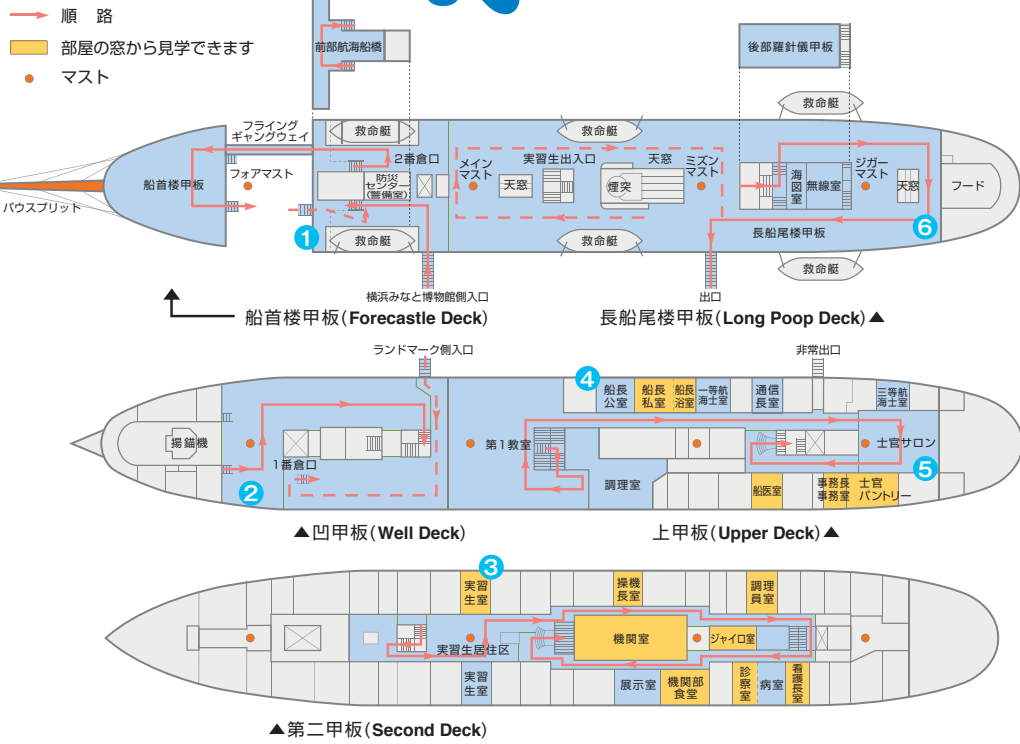 順 路
部屋の窓から見学できます
マスト
前部航海船橋
後部羅針儀甲板
救命艇
フライング
ギャングウェイ
救命艇
救命艇
2番倉口
船首楼甲板
フォアマスト
防災
センター
(警備室)
メイン
マスト
天窓
実習生出入口
煙突
天窓
ミズン
マスト
海図室
無線室
ジガー
マスト
天窓
フード
バウスプリット
1
救命艇
救命艇
長船尾楼甲板
6
救命艇
横浜みなと博物館側入口
出口
船首楼甲板(Forecastle Deck)
長船尾楼甲板(Long Poop Deck)▲
ランドマーク側入口
非常出口
4
船長
公室
船長
私室
船長
浴室
一等航
海士室
通信
長室
三等航
海士室
揚錨機
第1教室
士官サロン
1番倉口
2
調理室
船医室
事務長
事務室
士官
パントリー
5
▲凹甲板(Well Deck)
上甲板(Upper Deck)▲
3
実習
生室
操機
長室
調理
員室
機関室
ジャイロ室
実習生居住区
実習
生室
展示室
機関部
食堂
診察室
病室
看護長室
▲第二甲板(Second Deck)